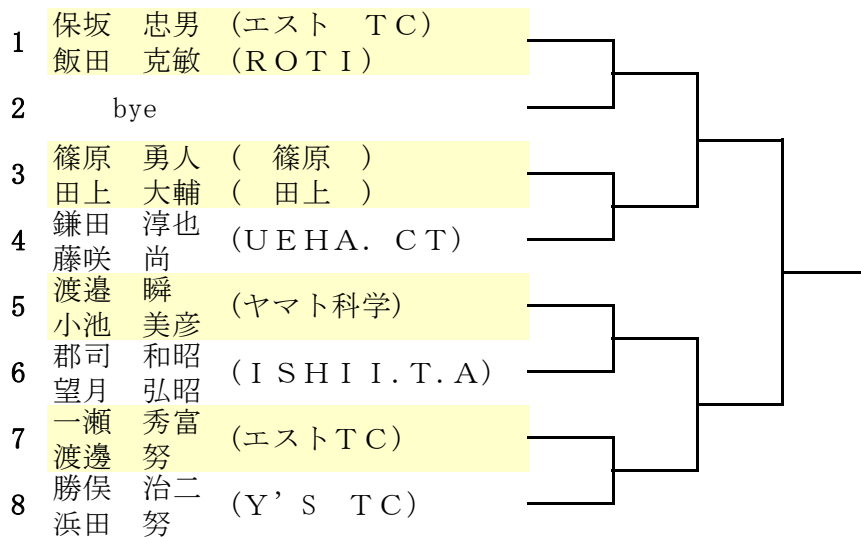 1 保坂　忠男 (エスト　ＴＣ)
飯田　克敏 (ＲＯＴＩ)
2 bye
3 篠原　勇人 (　篠原　)
田上　大輔 (　田上　)
4 鎌田　淳也 (ＵＥＨＡ．ＣＴ)
藤咲　尚
5 渡邉　瞬 (ヤマト科学)
小池　美彦
6 郡司　和昭 (ＩＳＨＩＩ.Ｔ.Ａ)
望月　弘昭
7 一瀬　秀富 (エストＴＣ)
渡邊　努
8 勝俣　治二 (Ｙ’Ｓ　ＴＣ)
浜田　努